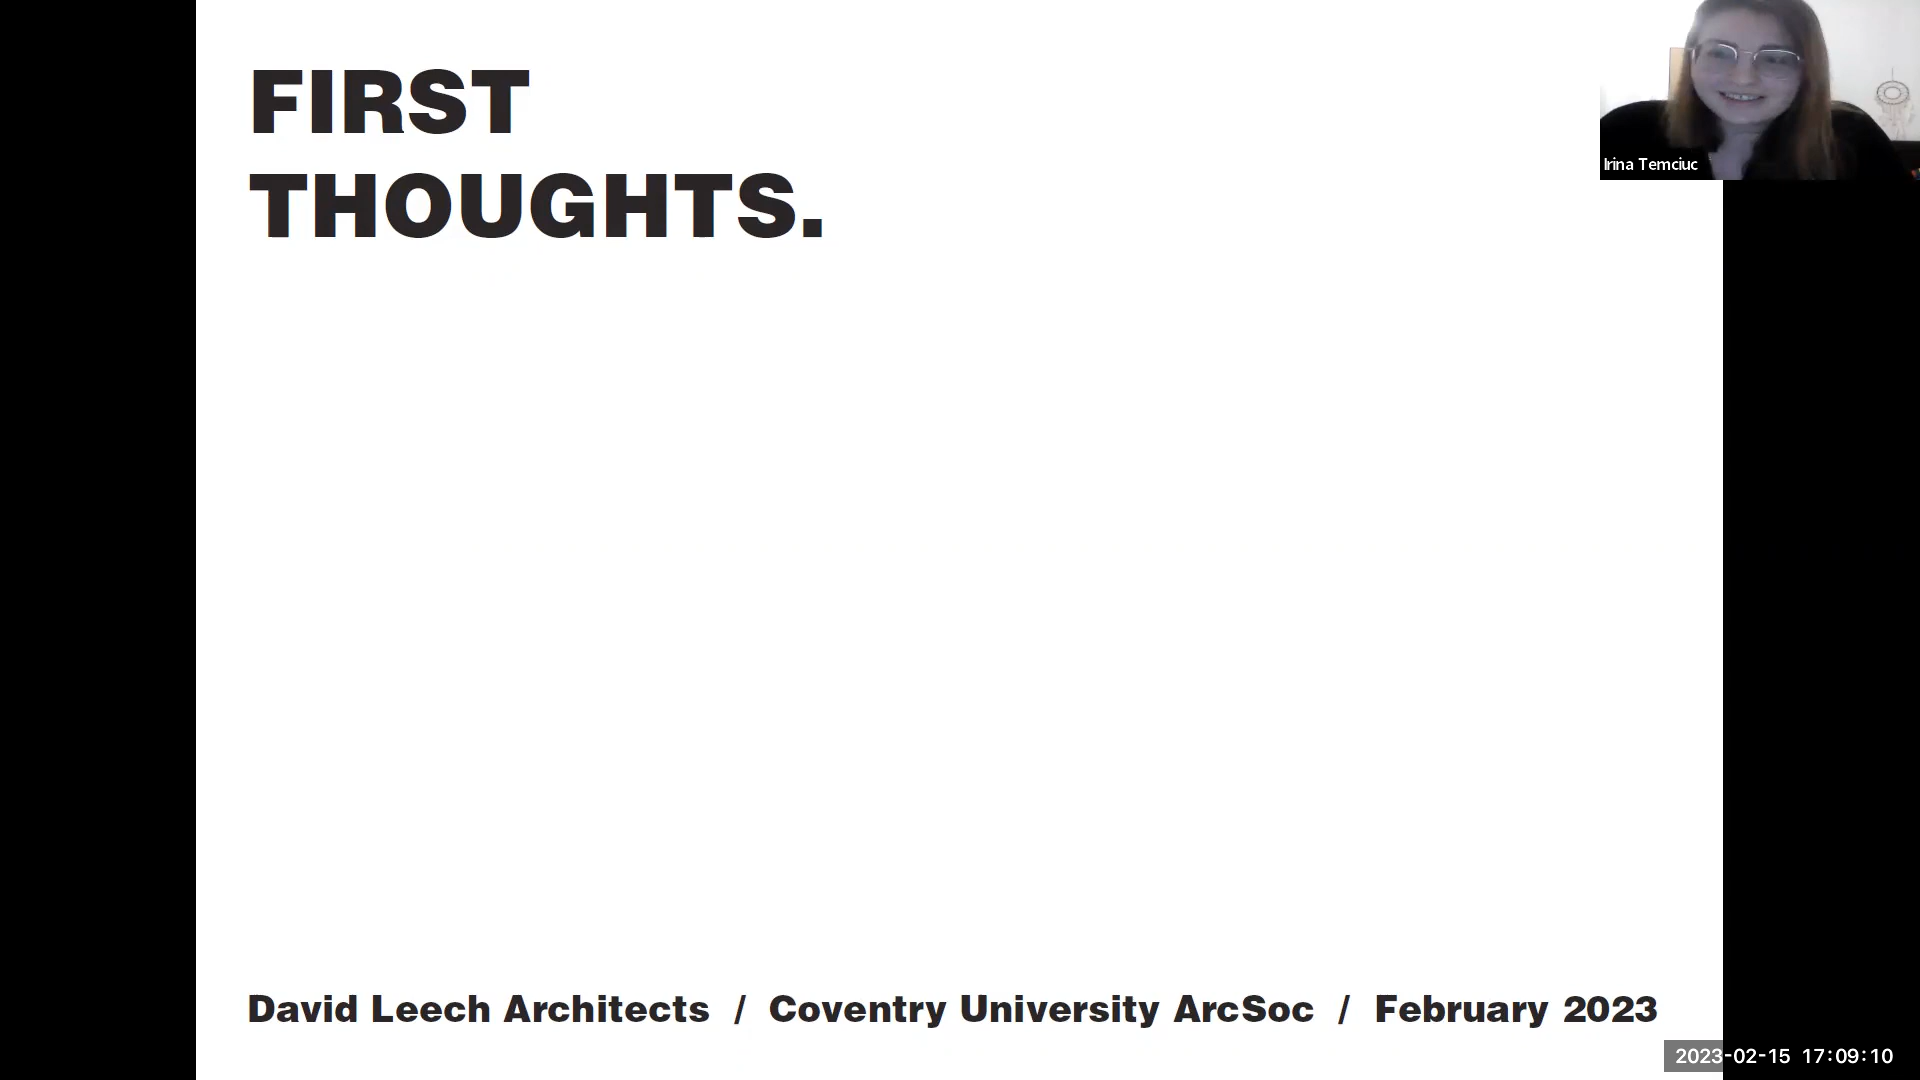 FIRST
THOUGHTS.
Irina Temciuc
David Leech Architects / Coventry University ArcSoc / February 2023
2023-02-15 17:09:10